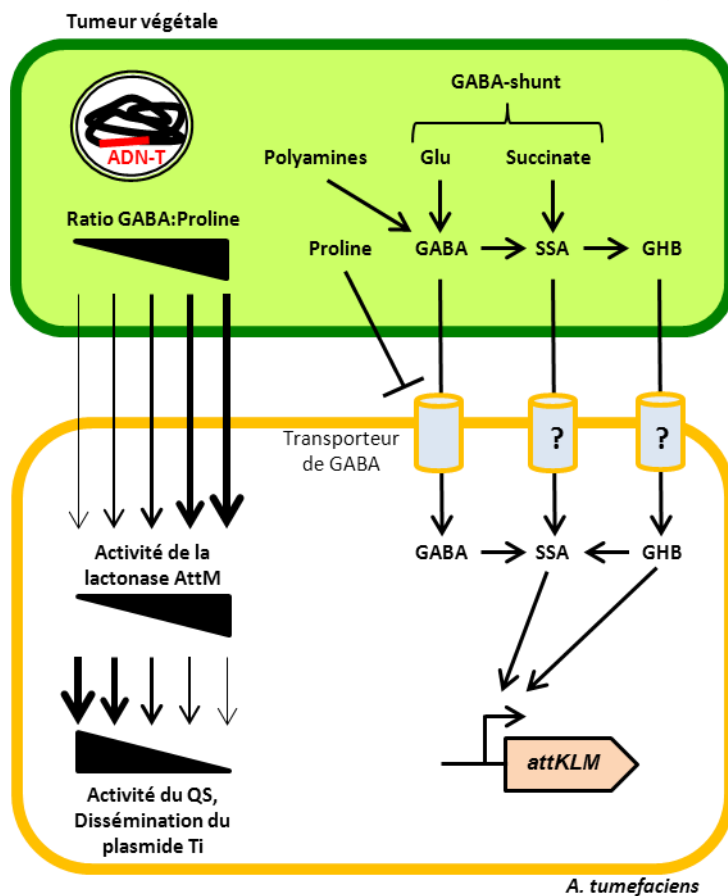 Tumeur végétale
GABA-shunt
ADN-T
Polyamines
Glu
Succinate
Ratio GABA:Proline
Proline
GABA
SSA
GHB
Transporteur
de GABA
?
?
Activité de la
lactonase AttM
GABA
SSA
GHB
attKLM
Activité du QS,
Dissémination du
plasmide Ti
A. tumefaciens